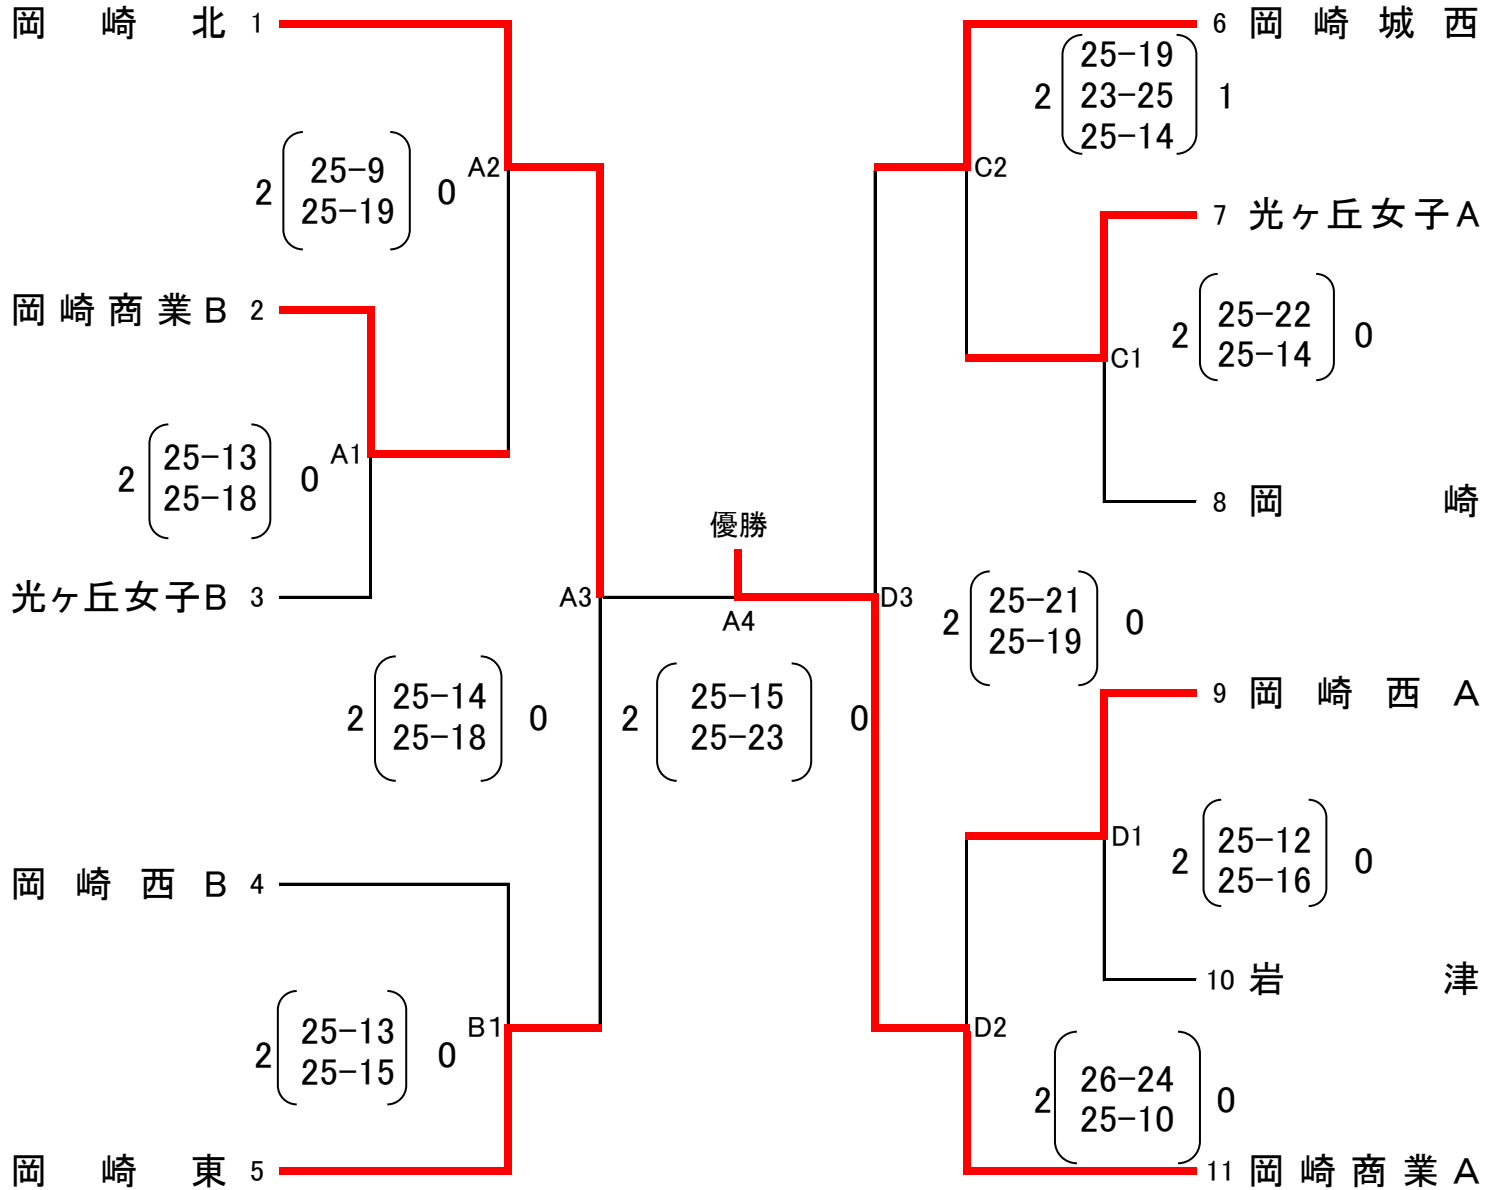 岡崎北 1
2 25-9 0
25-19
A2
岡崎商業B 2
2 25-13 0
25-18
A1
光ヶ丘女子B 3
A3
2 25-14 0
25-18
岡崎西B 4
2 25-13 0
25-15
B1
岡崎東 5
優勝
A4
2 25-15 0
25-23
6 岡崎城西
25-19
2 23-25 1
25-14
C2
7 光ヶ丘女子A
2 25-22 0
25-14
C1
8 岡崎
D3
2 25-21 0
25-19
9 岡崎西A
D1
2 25-12 0
25-16
10 岩津
D2
2 26-24 0
25-10
11 岡崎商業A